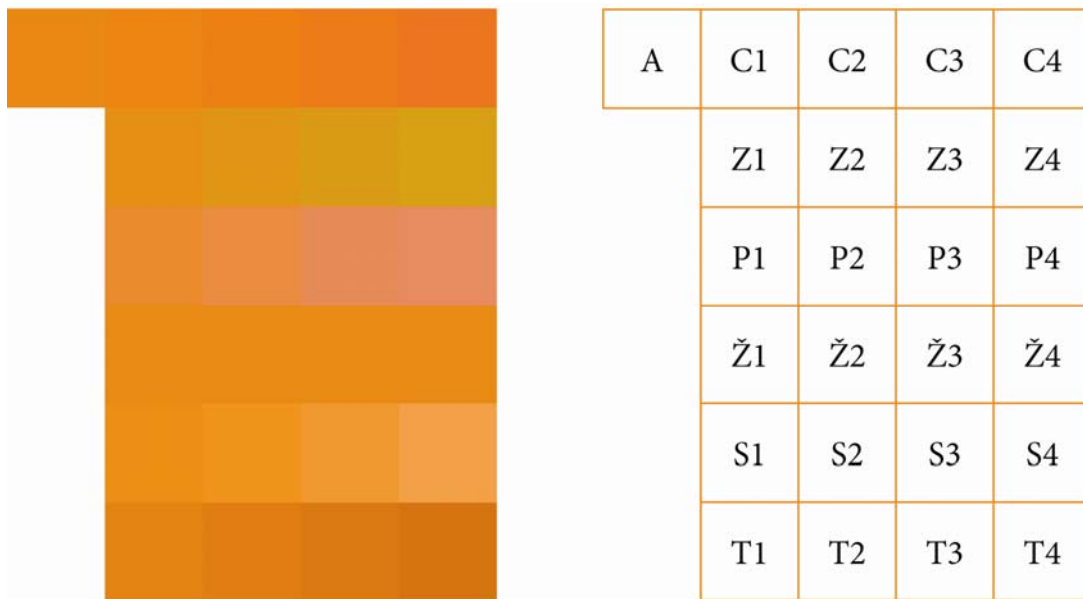 A C1 C2 C3 C4
Z1 Z2 Z3 Z4
P1 P2 P3 P4
Ž1 Ž2 Ž3 Ž4
S1 S2 S3 S4
T1 T2 T3 T4